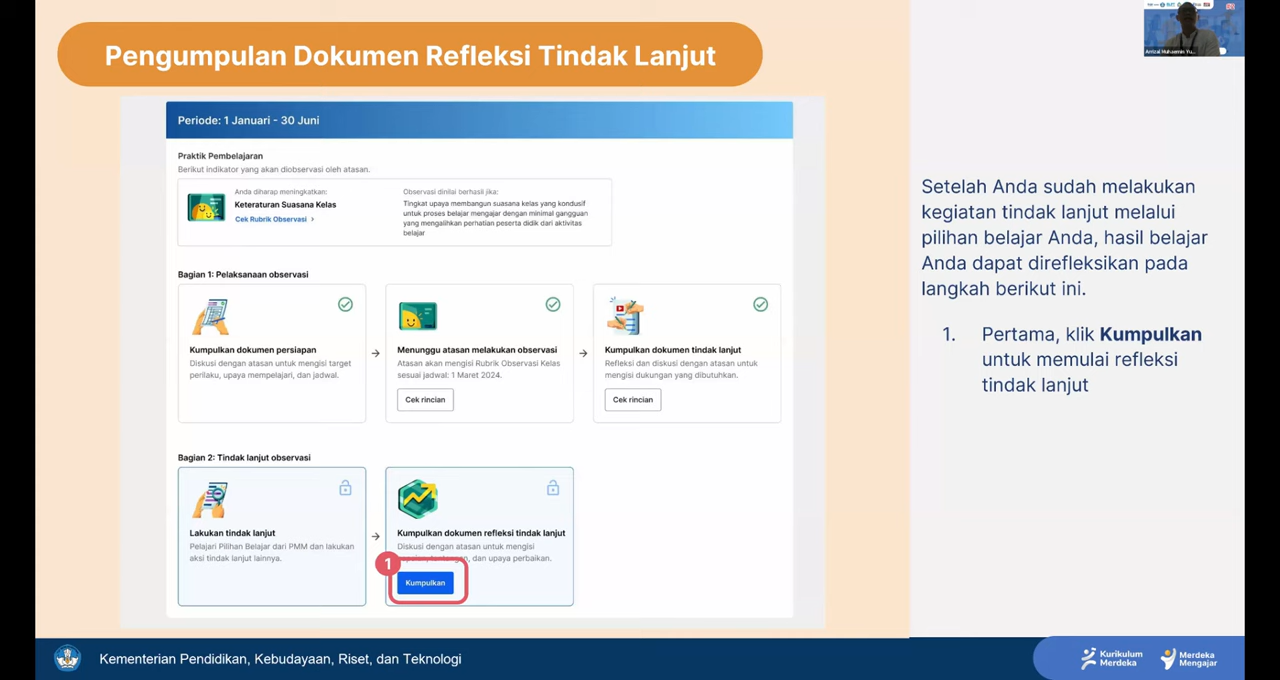 Pengumpulan Dokumen Refleksi Tindak Lanjut
Periode: 1 Januari - 30 Juni
Praktik Pembelajaran
Berikut indikator yang akan diobservasi oleh atasan.
Anda diharap meningkatkan:
Keteraturan Suasana Kelas
Cek Rubrik Observasi >
Observasi dinilai berhasil jika:
Tingkat upaya membangun suasana kelas yang kondusif
untuk proses belajar mengajar dengan minimal gangguan
yang mengalihkan perhatian peserta didik dari aktivitas
belajar
Bagian 1: Pelaksanaan observasi
Kumpulkan dokumen persiapan
Diskusi dengan atasan untuk mengisi target
perilaku, upaya mempelajari, dan jadwal.
Menunggu atasan melakukan observasi
Atasan akan mengisi Rubrik Observasi Kelas
sesuai jadwal: 1 Maret 2024.
Cek rincian
Kumpulkan dokumen tindak lanjut
Refleksi dan diskusi dengan atasan untuk
mengisi dukungan yang dibutuhkan.
Cek rincian
Bagian 2: Tindak lanjut observasi
Lakukan tindak lanjut
Pelajari Pilihan Belajar dari PMM dan lakukan
aksi tindak lanjut lainnya.
Kumpulkan dokumen refleksi tindak lanjut
Diskusi dengan atasan untuk mengisi
dan upaya perbaikan.
1
Kumpulkan
Setelah Anda sudah melakukan
kegiatan tindak lanjut melalui
pilihan belajar Anda, hasil belajar
Anda dapat direfleksikan pada
langkah berikut ini.
1. Pertama, klik Kumpulkan
untuk memulai refleksi
tindak lanjut
Kementerian Pendidikan, Kebudayaan, Riset, dan Teknologi
Kurikulum
Merdeka
Merdeka
Mengajar